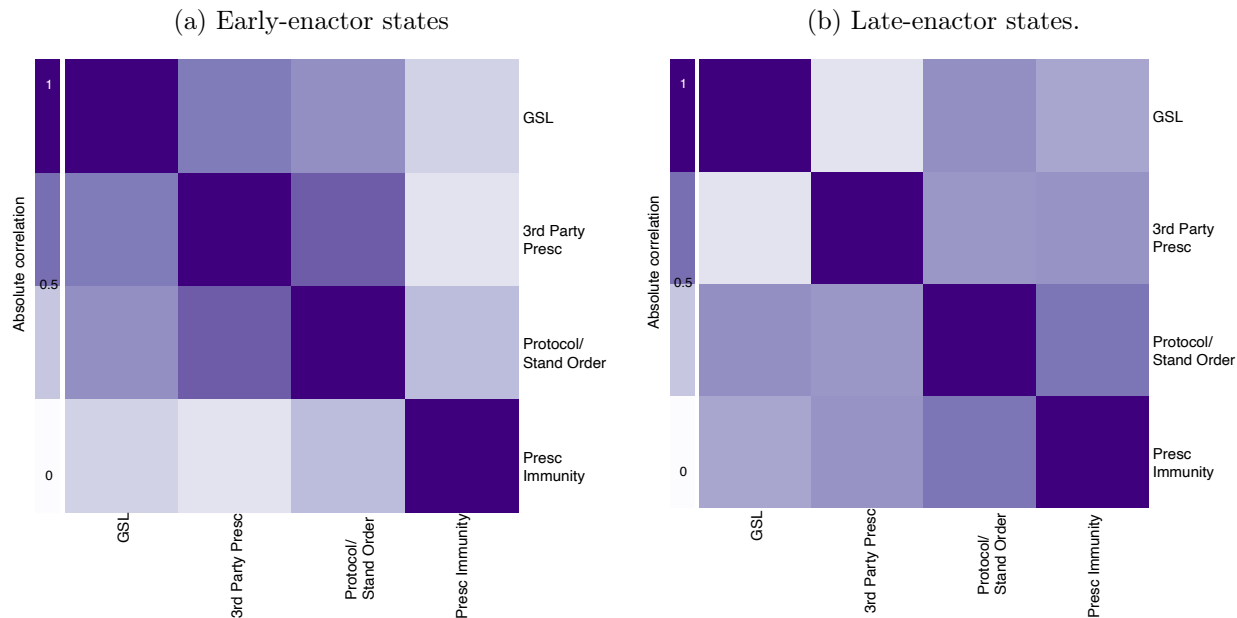 (a) Early-enactor states
1
0.5
0
Absolute correlation
GSL
3rd Party
Presc
Protocol/
Stand Order
Presc
Immunity
GSL
3rd Party Presc
Protocol/
Stand Order
Presc Immunity
(b) Late-enactor states.
1
0.5
0
Absolute correlation
GSL
3rd Party
Presc
Protocol/
Stand Order
Presc
Immunity
GSL
3rd Party Presc
Protocol/
Stand Order
Presc Immunity